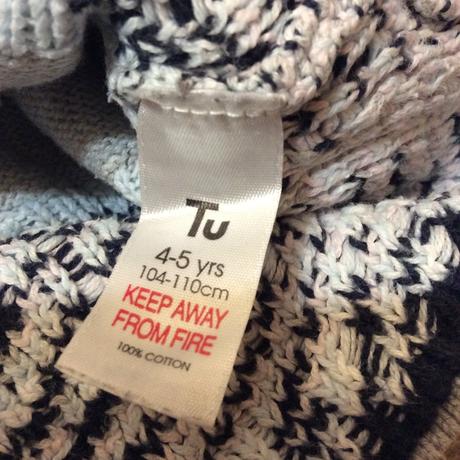 Tu
4-5 yrs
104-110cm
KEEP AWAY
FROM FIRE
100% COTTON